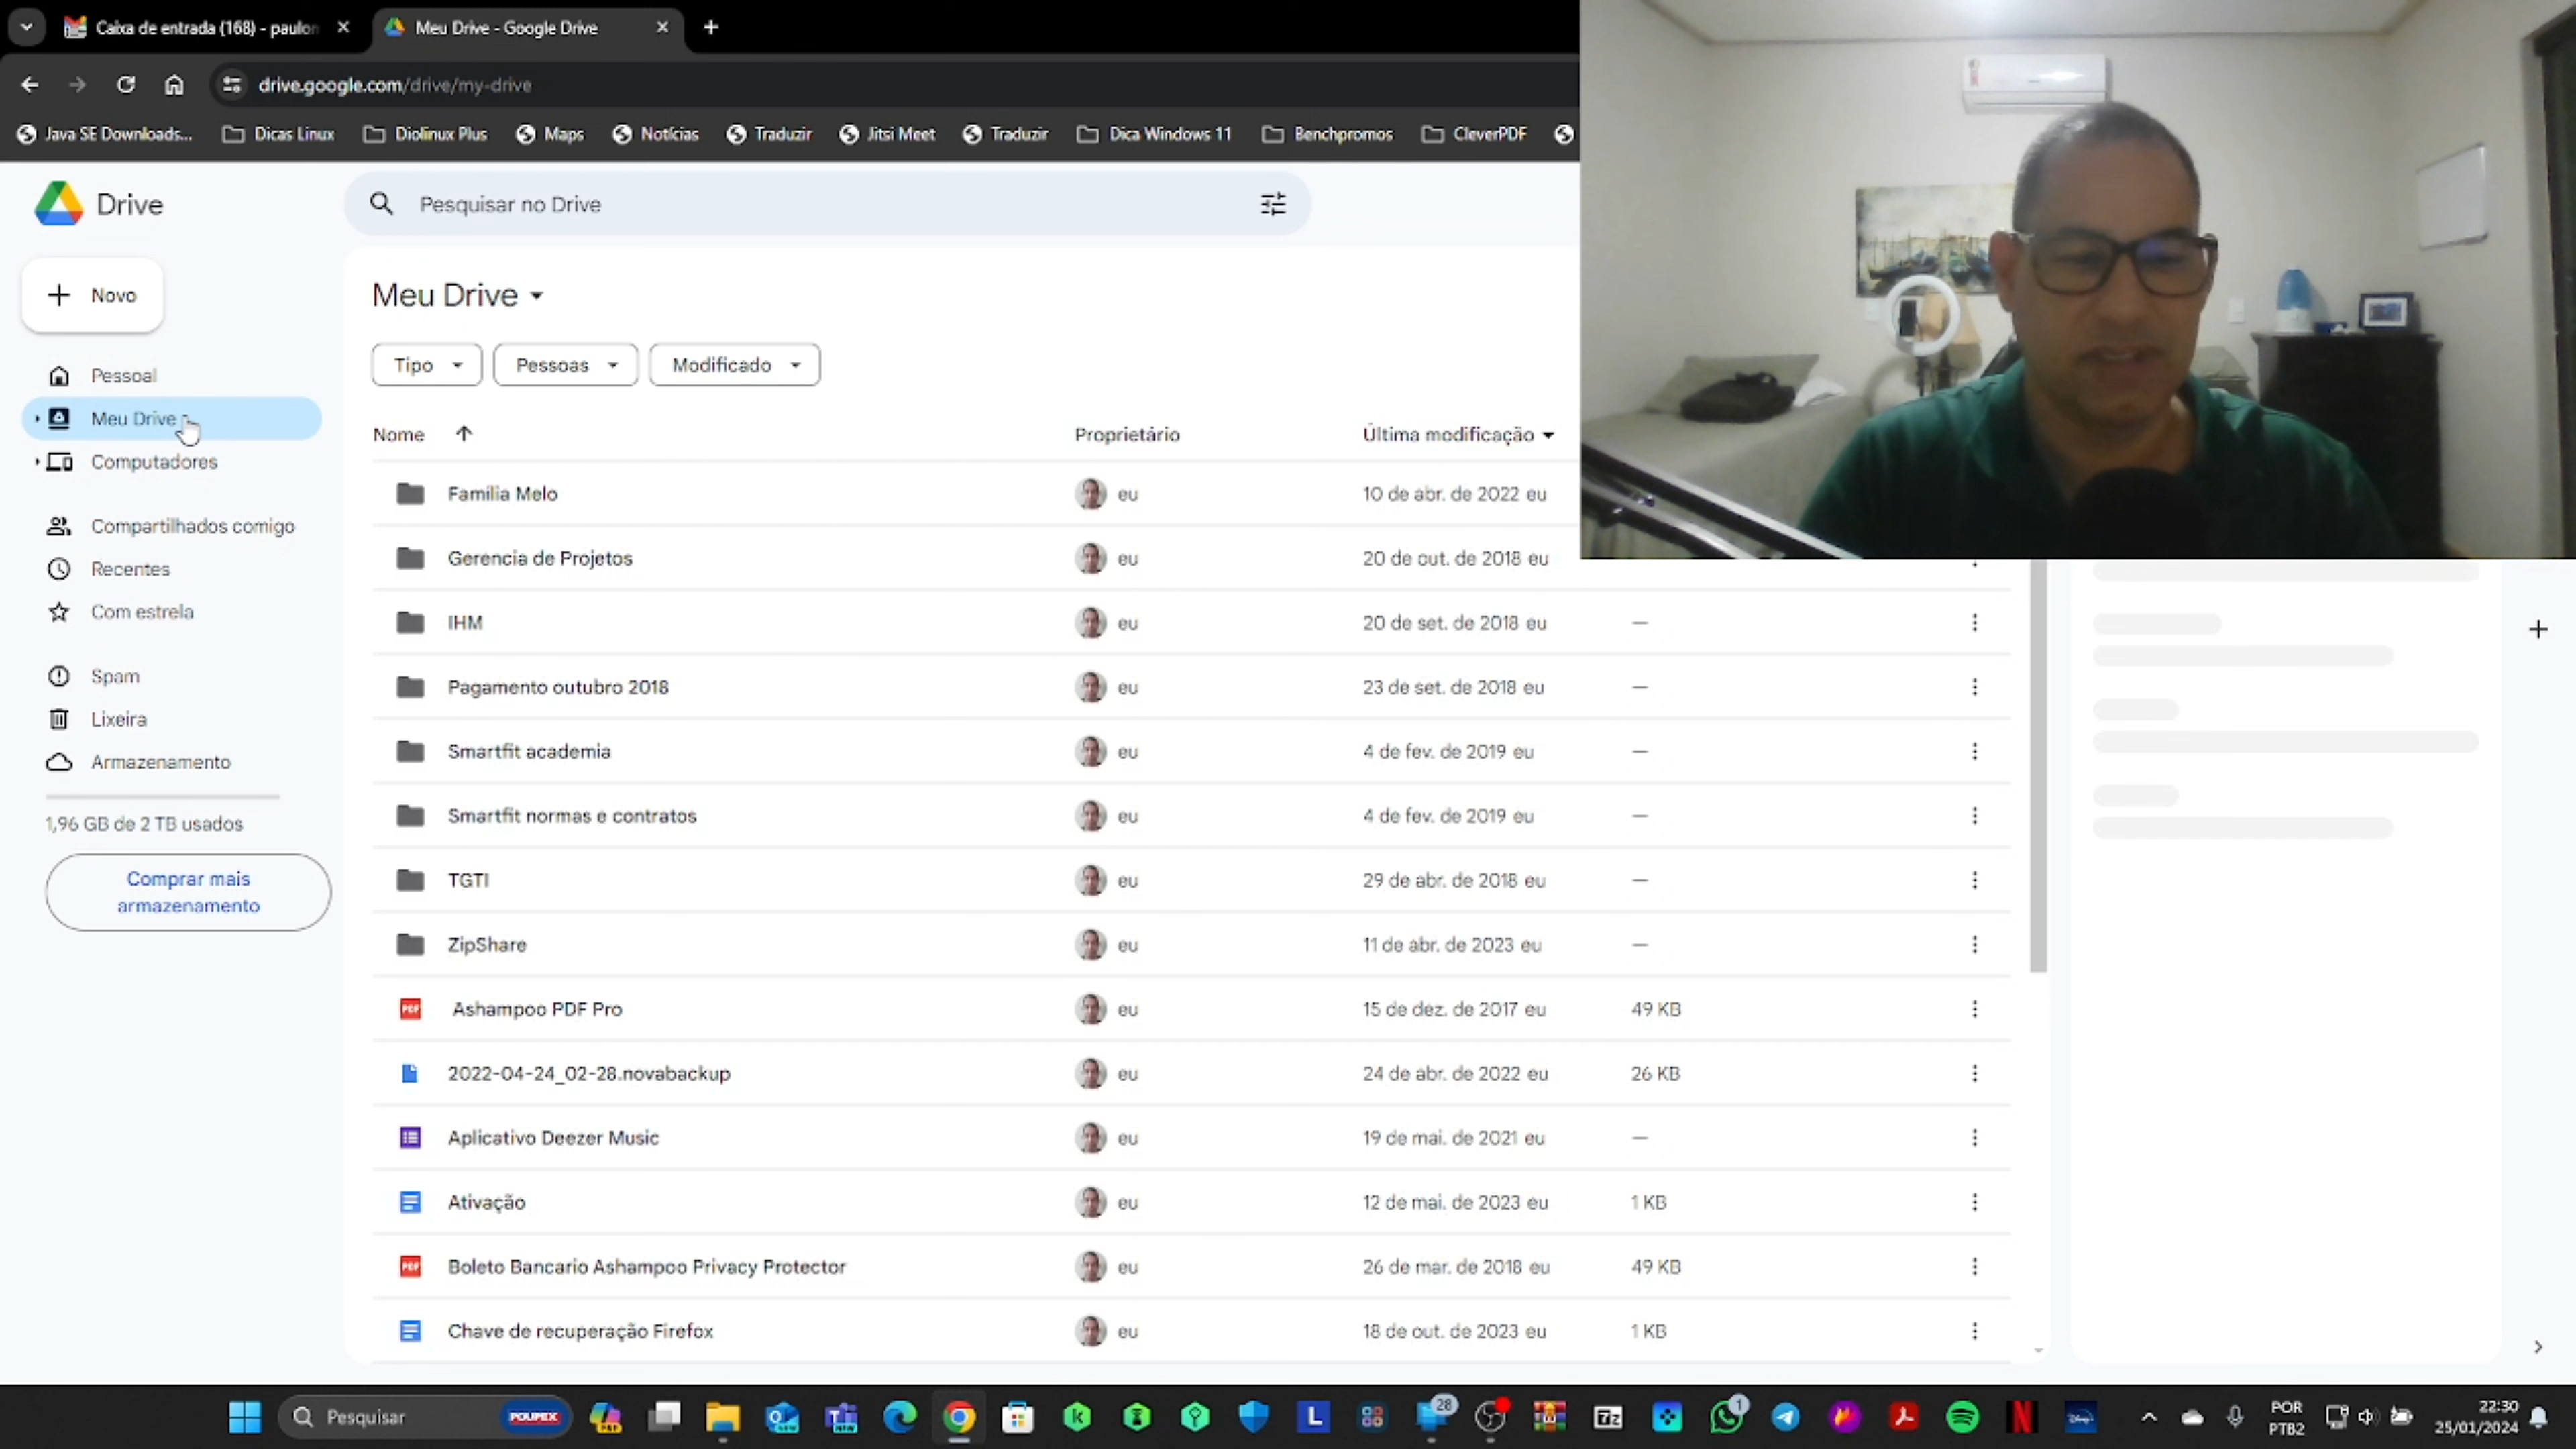 Caixa de entrada (168) - paulon
Meu Drive - Google Drive
drive.google.com/drive/my-drive
Java SE Downloads...
Dicas Linux
Diolinux Plus
Maps
Notícias
Traduzir
Jitsi Meet
Traduzir
Dica Windows 11
Benchpromos
CleverPDF
Drive
Pesquisar no Drive
Novo
Pessoal
Meu Drive
Computadores
Compartilhados comigo
Recentes
Com estrela
Spam
Lixeira
Armazenamento
1,96 GB de 2 TB usados
Comprar mais
armazenamento
Meu Drive
Tipo
Pessoas
Modificado
Nome Proprietário Última modificação
Família Melo eu 10 de abr. de 2022 eu
Gerencia de Projetos eu 20 de out. de 2018 eu
IHM eu 20 de set. de 2018 eu —
Pagamento outubro 2018 eu 23 de set. de 2018 eu —
Smartfit academia eu 4 de fev. de 2019 eu —
Smartfit normas e contratos eu 4 de fev. de 2019 eu —
TGTI eu 29 de abr. de 2018 eu —
ZipShare eu 11 de abr. de 2023 eu —
PDF Ashampoo PDF Pro eu 15 de dez. de 2017 eu 49 KB
2022-04-24_02-28.novabackup eu 24 de abr. de 2022 eu 26 KB
Aplicativo Deezer Music eu 19 de mai. de 2021 eu —
Ativação eu 12 de mai. de 2023 eu 1 KB
PDF Boleto Bancario Ashampoo Privacy Protector eu 26 de mar. de 2018 eu 49 KB
Chave de recuperação Firefox eu 18 de out. de 2023 eu 1 KB
Pesquisar
POUPEX
28
7z
1
POR
PTB2
22:30
25/01/2024